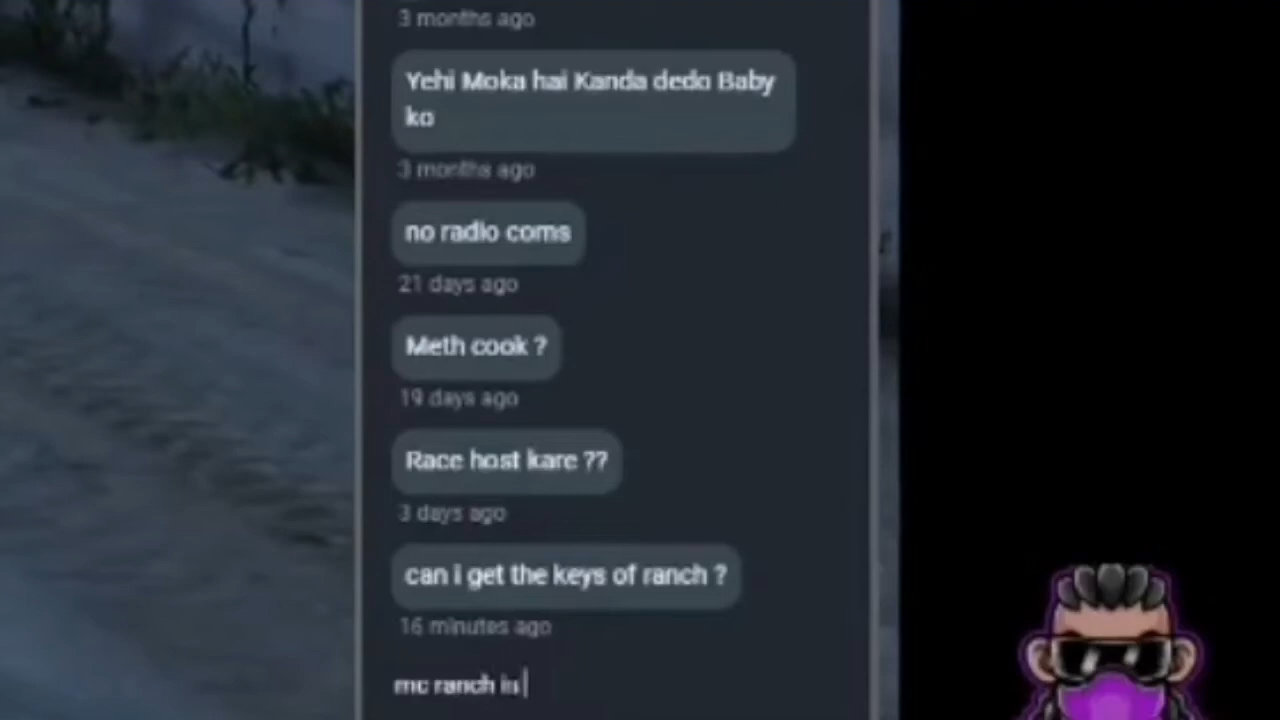 3 months ago
Yehi Moka hai Kanda dedo Baby
ko
3 months ago
no radio coms
21 days ago
Meth cook ?
19 days ago
Race host kare ??
3 days ago
can i get the keys of ranch ?
16 minutes ago
mc ranch is